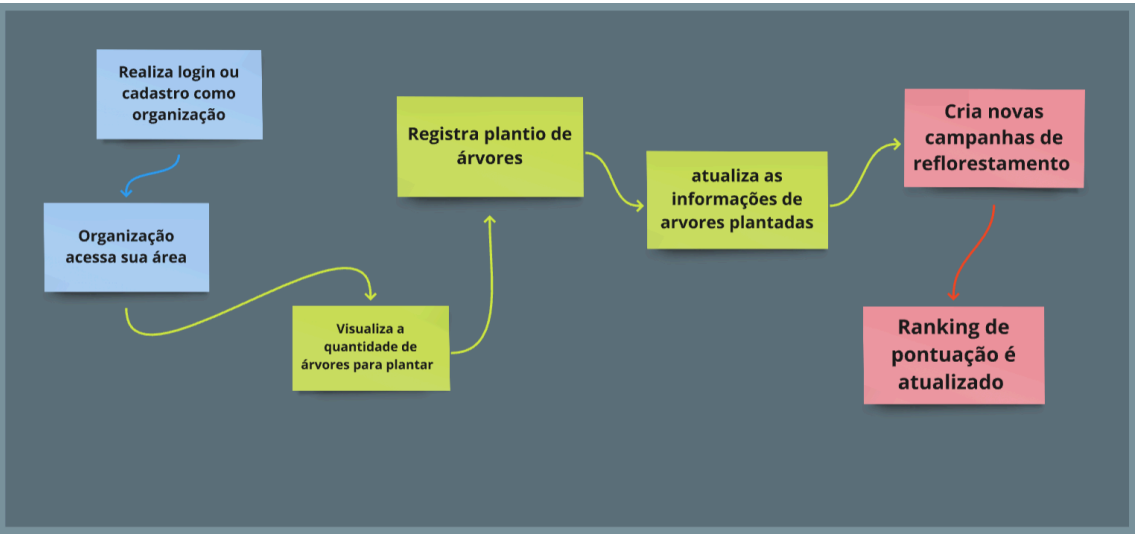 Realiza login ou
cadastro como
organização
Organização
acessa sua área
Visualiza a
quantidade de
árvores para plantar
Registra plantio de
árvores
atualiza as
informações de
arvores plantadas
Cria novas
campanhas de
reflorestamento
Ranking de
pontuação é
atualizado